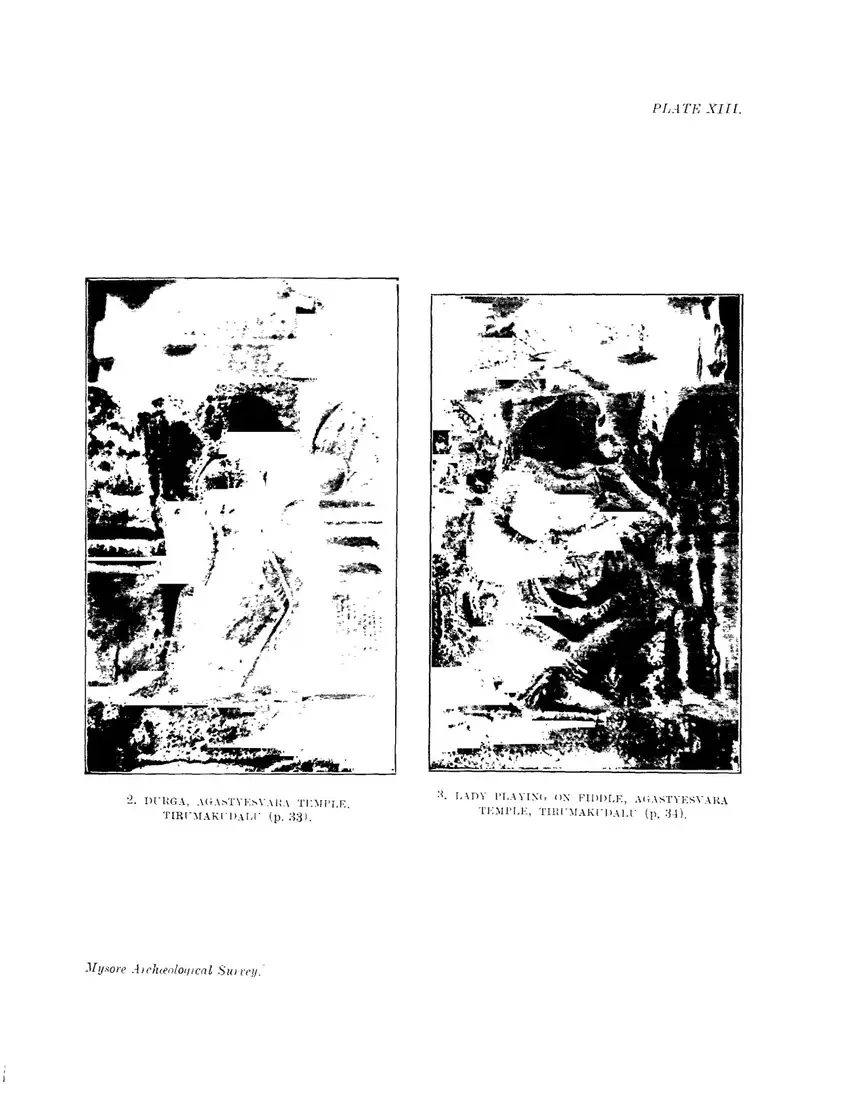 PLATE XIII.
2. DURGA, AGASTYESVARA TEMPLE,
TIRUMAKUDALU (p. 33).
3. LADY PLAYING ON FIDDLE, AGASTYESVARA
TEMPLE, TIRUMAKUDALU (p. 34).
Mysore Archæological Survey.